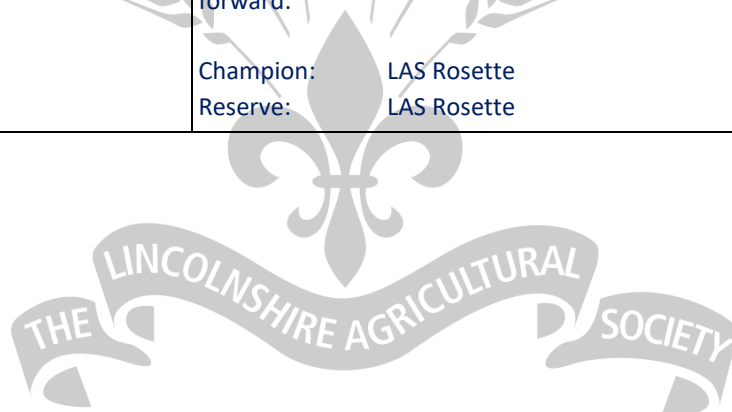 forward.
Champion: LAS Rosette
Reserve: LAS Rosette
THE LINCOLNSHIRE AGRICULTURAL SOCIETY